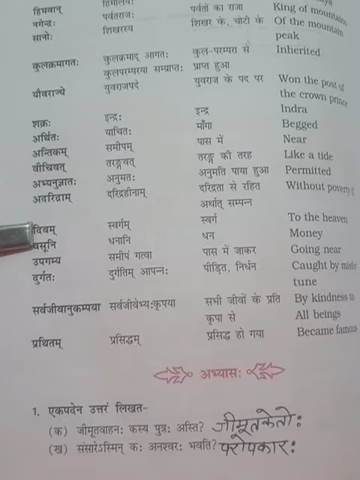 हिमवान् हिमालयः
नगेन्द्रः पर्वतराजः पर्वतों का राजा King of mountains
सानोः शिखरस्य शिखर के, चोटी के Of the mountain
peak
कुलक्रमागतः कुलक्रमाद् आगतः कुल-परम्परा से Inherited
कुलपरम्परया सम्प्राप्तः प्राप्त हुआ
यौवराज्ये युवराजपदे युवराज के पद पर Won the post of
the crown prince
शक्रः इन्द्रः इन्द्र Indra
अर्थितः याचितः माँगा Begged
अन्तिकम् समीपम् पास में Near
वीचिवत् तरङ्गवत् तरङ्ग की तरह Like a tide
अभ्यनुज्ञातः अनुमतः अनुमति पाया हुआ Permitted
अदरिद्राम् दरिद्रहीनाम् दरिद्रता से रहित Without poverty
अर्थात् सम्पन्न
दिवम् स्वर्गम् स्वर्ग To the heaven
वसूनि धनानि धन Money
उपगम्य समीपं गत्वा पास में जाकर Going near
दुर्गतः दुर्गतिम् आपन्नः पीड़ित, निर्धन Caught by
tune
सर्वजीवानुकम्पया सर्वजीवेभ्यःकृपया सभी जीवों के प्रति By kindness to
कृपा से All beings
प्रथितम् प्रसिद्धम् प्रसिद्ध हो गया Became famous
अभ्यासः
1. एकपदेन उत्तरं लिखत-
(क) जीमूतवाहनः कस्य पुत्रः अस्ति? जीमूतकेतोः
(ख) संसारेऽस्मिन् कः अनश्वरः भवति? परोपकारः